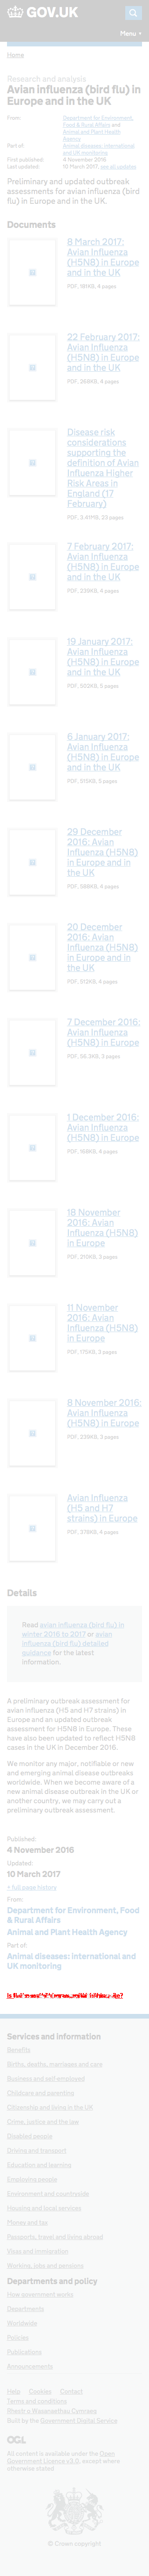 GOV.UK
Menu
Home
Research and analysis
Avian influenza (bird flu) in
Europe and in the UK
From:
Department for Environment,
Food & Rural Affairs and
Animal and Plant Health
Agency
Part of:
Animal diseases: international
and UK monitoring
First published:
4 November 2016
Last updated:
10 March 2017, see all updates
Preliminary and updated outbreak
assessments for avian influenza (bird
flu) in Europe and in the UK.
Documents
8 March 2017:
Avian Influenza
(H5N8) in Europe
and in the UK
PDF, 191KB, 4 pages
22 February 2017:
Avian Influenza
(H5N8) in Europe
and in the UK
PDF, 268KB, 4 pages
Disease risk
considerations
supporting the
definition of Avian
Influenza Higher
Risk Areas in
England (17
February)
PDF, 2.41MB, 23 pages
7 February 2017:
Avian Influenza
(H5N8) in Europe
and in the UK
PDF, 239KB, 4 pages
19 January 2017:
Avian Influenza
(H5N8) in Europe
and in the UK
PDF, 532KB, 5 pages
6 January 2017:
Avian Influenza
(H5N8) in Europe
and in the UK
PDF, 515KB, 5 pages
29 December
2016: Avian
Influenza (H5N8)
in Europe and in
the UK
PDF, 588KB, 4 pages
20 December
2016: Avian
Influenza (H5N8)
in Europe and in
the UK
PDF, 512KB, 4 pages
7 December 2016:
Avian Influenza
(H5N8) in Europe
PDF, 98.3KB, 3 pages
1 December 2016:
Avian Influenza
(H5N8) in Europe
PDF, 168KB, 4 pages
18 November
2016: Avian
Influenza (H5N8)
in Europe
PDF, 210KB, 3 pages
11 November
2016: Avian
Influenza (H5N8)
in Europe
PDF, 175KB, 3 pages
8 November 2016:
Avian Influenza
(H5N8) in Europe
PDF, 239KB, 3 pages
Avian Influenza
(H5 and H7
strains) in Europe
PDF, 378KB, 4 pages
Details
Read avian influenza (bird flu) in
winter 2016 to 2017 or avian
influenza (bird flu) detailed
guidance for the latest
information.
A preliminary outbreak assessment for
avian influenza (H5 and H7 strains) in
Europe and an updated outbreak
assessment for H5N8 in Europe. These
have also been updated to reflect H5N8
cases in the UK in December 2016.
We monitor any major, notifiable or new
and emerging animal disease outbreaks
worldwide. When we become aware of a
new animal disease outbreak in the UK or
another country, we may publish a
preliminary outbreak assessment.
Published:
4 November 2016
Updated:
10 March 2017
+ full page history
From:
Department for Environment, Food
& Rural Affairs
Animal and Plant Health Agency
Part of:
Animal diseases: international and
UK monitoring
Is there anything wrong with this page?
Services and information
Benefits
Births, deaths, marriages and care
Business and self-employed
Childcare and parenting
Citizenship and living in the UK
Crime, justice and the law
Disabled people
Driving and transport
Education and learning
Employing people
Environment and countryside
Housing and local services
Money and tax
Passports, travel and living abroad
Visas and immigration
Working, jobs and pensions
Departments and policy
How government works
Departments
Worldwide
Policies
Publications
Announcements
Help Cookies Contact
Terms and conditions
Rhestr o Wasanaethau Cymraeg
Built by the Government Digital Service
OGL
All content is available under the Open
Government Licence v3.0, except where
otherwise stated
© Crown copyright